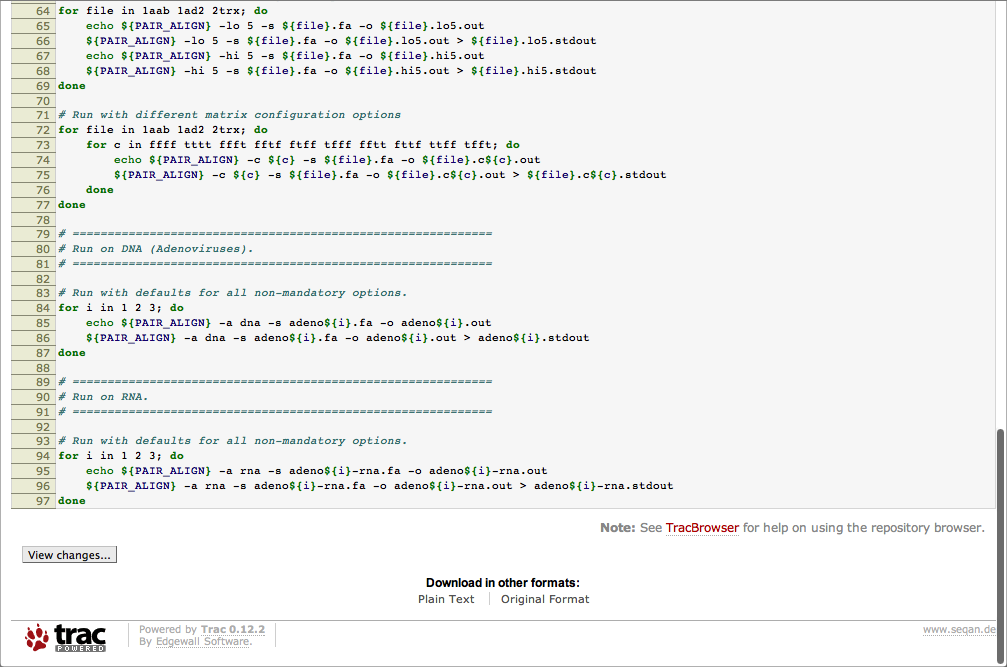 64 for file in 1aab 1ad2 2trx; do
65     echo ${PAIR_ALIGN} -lo 5 -s ${file}.fa -o ${file}.lo5.out
66     ${PAIR_ALIGN} -lo 5 -s ${file}.fa -o ${file}.lo5.out > ${file}.lo5.stdout
67     echo ${PAIR_ALIGN} -hi 5 -s ${file}.fa -o ${file}.hi5.out
68     ${PAIR_ALIGN} -hi 5 -s ${file}.fa -o ${file}.hi5.out > ${file}.hi5.stdout
69 done
70
71 # Run with different matrix configuration options
72 for file in 1aab 1ad2 2trx; do
73     for c in ffff tttt ffft fftf ftff tfff fftt fttf ttff tfft; do
74         echo ${PAIR_ALIGN} -c ${c} -s ${file}.fa -o ${file}.c${c}.out
75         ${PAIR_ALIGN} -c ${c} -s ${file}.fa -o ${file}.c${c}.out > ${file}.c${c}.stdout
76     done
77 done
78
79 # ============================================================
80 # Run on DNA (Adenoviruses).
81 # ============================================================
82
83 # Run with defaults for all non-mandatory options.
84 for i in 1 2 3; do
85     echo ${PAIR_ALIGN} -a dna -s adeno${i}.fa -o adeno${i}.out
86     ${PAIR_ALIGN} -a dna -s adeno${i}.fa -o adeno${i}.out > adeno${i}.stdout
87 done
88
89 # ============================================================
90 # Run on RNA.
91 # ============================================================
92
93 # Run with defaults for all non-mandatory options.
94 for i in 1 2 3; do
95     echo ${PAIR_ALIGN} -a rna -s adeno${i}-rna.fa -o adeno${i}-rna.out
96     ${PAIR_ALIGN} -a rna -s adeno${i}-rna.fa -o adeno${i}-rna.out > adeno${i}-rna.stdout
97 done
Note: See TracBrowser for help on using the repository browser.
View changes...
Download in other formats:
Plain Text
Original Format
trac
POWERED
Powered by Trac 0.12.2
By Edgewall Software.
www.seqan.de